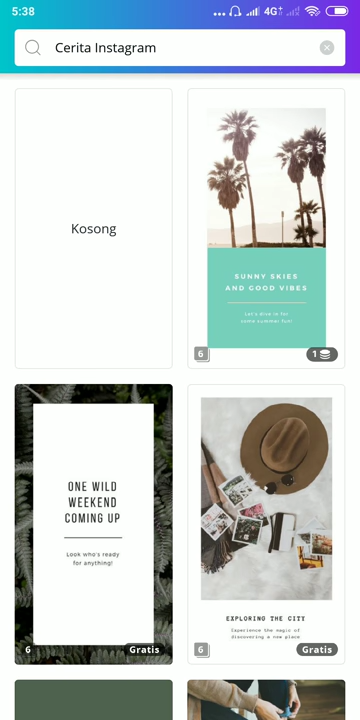 5:38
4G
Cerita Instagram
Kosong
SUNNY SKIES
AND GOOD VIBES
Let's dive in for
some summer fun!
6
1
ONE WILD
WEEKEND
COMING UP
Look who's ready
for anything!
6
Gratis
EXPLORING THE CITY
Experience the magic of
discovering a new place
6
Gratis